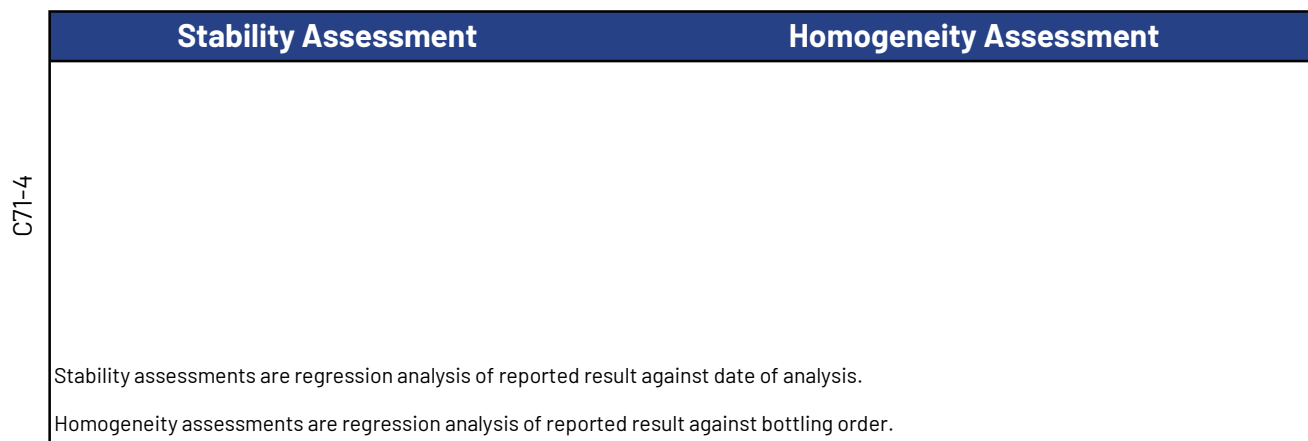 Stability Assessment
Homogeneity Assessment
C71-4
Stability assessments are regression analysis of reported result against date of analysis.
Homogeneity assessments are regression analysis of reported result against bottling order.